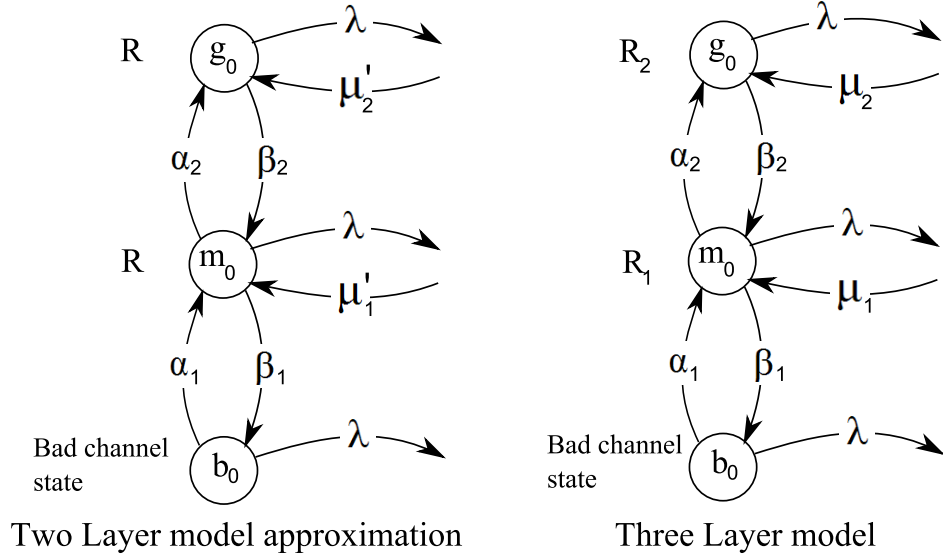 R g₀ λ
μ'₂
α₂ β₂
R m₀ λ
μ'₁
α₁ β₁
Bad channel
state
b₀ λ
Two Layer model approximation
R₂ g₀ λ
μ₂
α₂ β₂
R₁ m₀ λ
μ₁
α₁ β₁
Bad channel
state
b₀ λ
Three Layer model